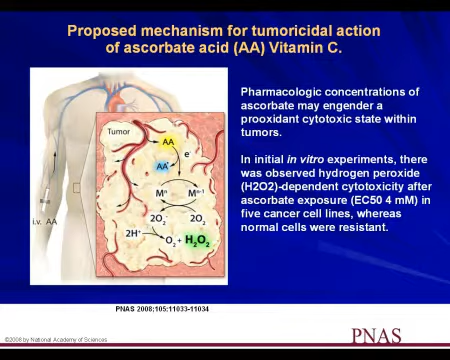 Proposed mechanism for tumoricidal action
of ascorbate acid (AA) Vitamin C.
Pharmacologic concentrations of
ascorbate may engender a
prooxidant cytotoxic state within
tumors.
In initial in vitro experiments, there
was observed hydrogen peroxide
(H2O2)-dependent cytotoxicity after
ascorbate exposure (EC50 4 mM) in
five cancer cell lines, whereas
normal cells were resistant.
Tumor
AA
e-
AA
Mⁿ Mⁿ⁻¹
2O₂ 2O₂
2H⁺
O₂ + H₂O₂
i.v. AA
PNAS 2008;105:11033-11034
©2008 by National Academy of Sciences
PNAS